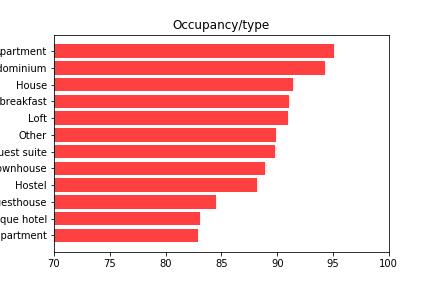 Occupancy/type
partment
dominium
House
breakfast
Loft
Other
uest suite
ownhouse
Hostel
esthouse
que hotel
partment
70 75 80 85 90 95 100